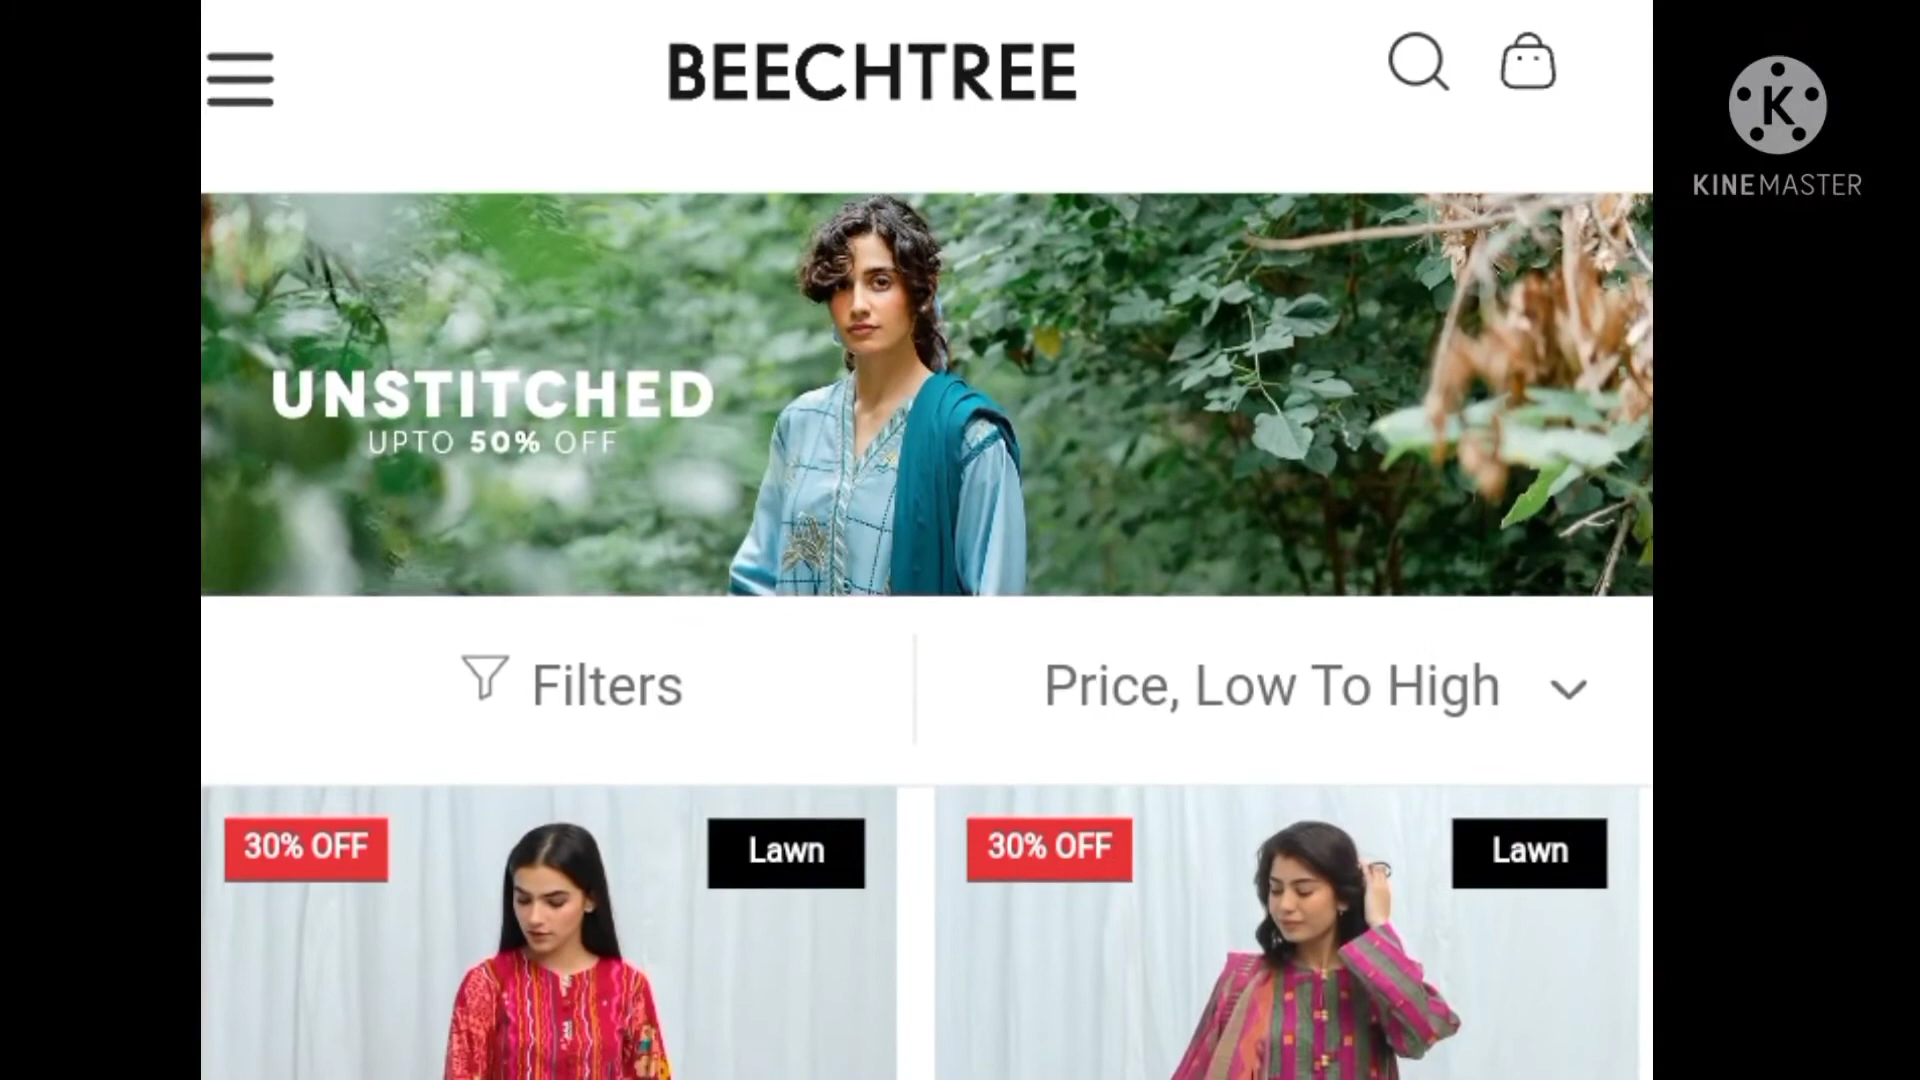 BEECHTREE
K
KINEMASTER
UNSTITCHED
UPTO 50% OFF
Filters
Price, Low To High
30% OFF
Lawn
30% OFF
Lawn